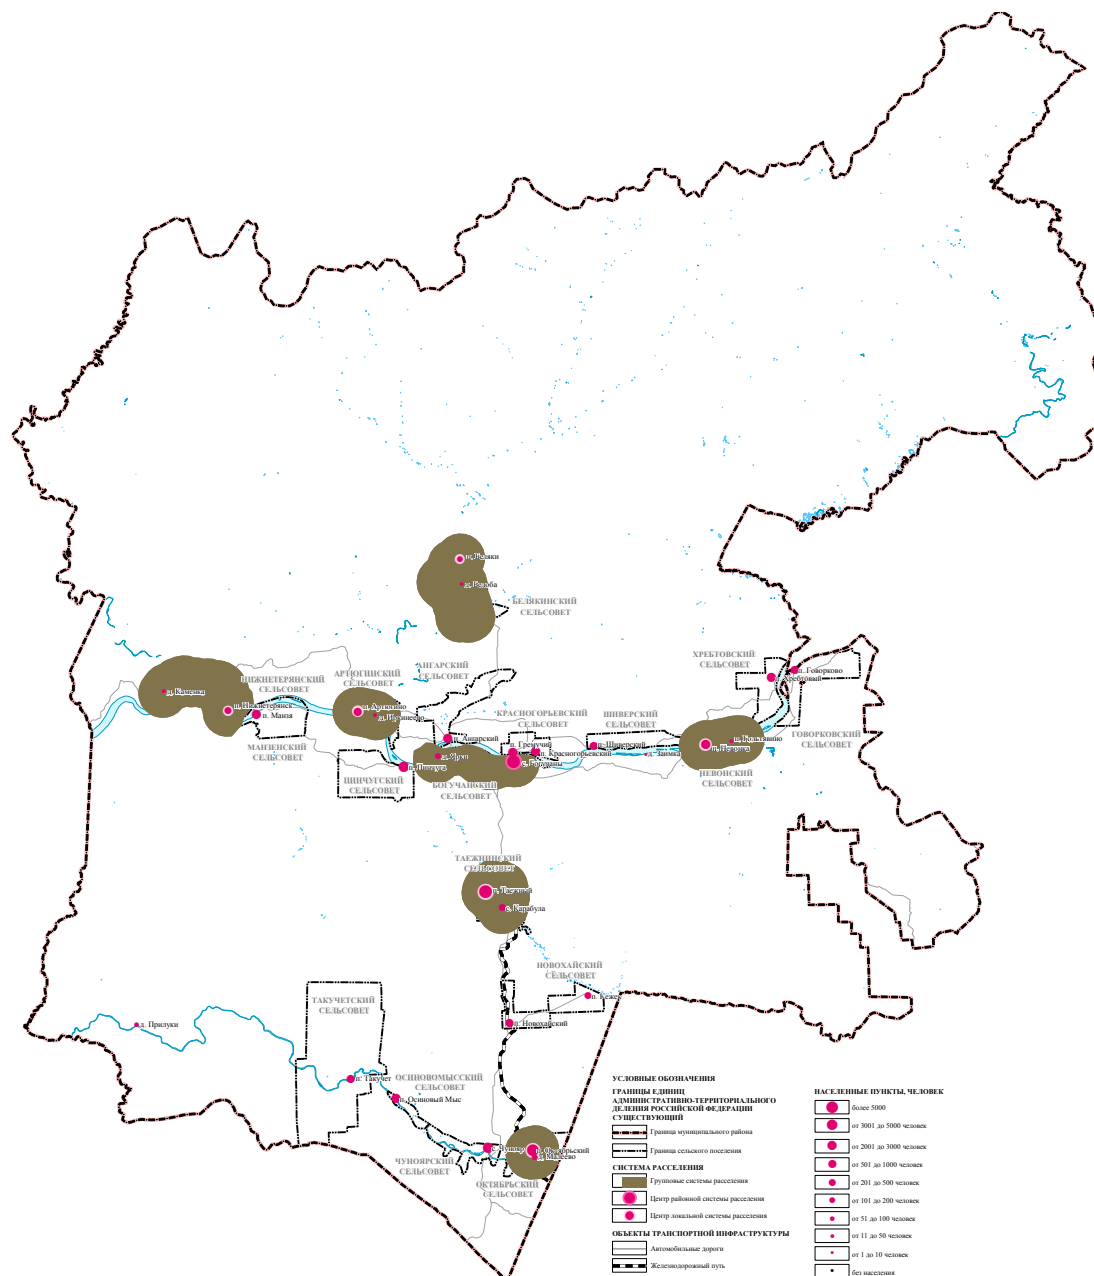 п. Беляки
д. Бедоба
БЕЛЯКИНСКИЙ
СЕЛЬСОВЕТ
АНГАРСКИЙ
СЕЛЬСОВЕТ
ХРЕБТОВСКИЙ
СЕЛЬСОВЕТ
п. Говорково
п. Хребтовый
АРТЮГИНСКИЙ
СЕЛЬСОВЕТ
НИЖНЕТЕРЯНСКИЙ
СЕЛЬСОВЕТ
д. Каменка
п. Нижнетерянск
п. Манзя
п. Артюгино
д. Иркинеево
КРАСНОГОРЬЕВСКИЙ
СЕЛЬСОВЕТ
ШИВЕРСКИЙ
СЕЛЬСОВЕТ
ГОВОРКОВСКИЙ
СЕЛЬСОВЕТ
п. Ангарский
п. Гремучий
п. Красногорьевский
п. Шиверский
д. Заимка
п. Невонка
МАНЗЕНСКИЙ
СЕЛЬСОВЕТ
д. Ярки
с. Богучаны
п. Пинчуга
ПИНЧУГСКИЙ
СЕЛЬСОВЕТ
БОГУЧАНСКИЙ
СЕЛЬСОВЕТ
НЕВОНСКИЙ
СЕЛЬСОВЕТ
ТАЕЖНИНСКИЙ
СЕЛЬСОВЕТ
п. Таежный
с. Карабула
НОВОХАЙСКИЙ
СЕЛЬСОВЕТ
п. Кежек
п. Новохайский
ТАКУЧЕТСКИЙ
СЕЛЬСОВЕТ
д. Прилуки
п. Такучет
ОСИНОВОМЫССКИЙ
СЕЛЬСОВЕТ
п. Осиновый Мыс
с. Чунояр
п. Октябрьский
ЧУНОЯРСКИЙ
СЕЛЬСОВЕТ
ОКТЯБРЬСКИЙ
СЕЛЬСОВЕТ
УСЛОВНЫЕ ОБОЗНАЧЕНИЯ
ГРАНИЦЫ ЕДИНИЦ
АДМИНИСТРАТИВНО-ТЕРРИТОРИАЛЬНОГО
ДЕЛЕНИЯ РОССИЙСКОЙ ФЕДЕРАЦИИ
СУЩЕСТВУЮЩИЙ
Граница муниципального района
Граница сельского поселения
СИСТЕМА РАССЕЛЕНИЯ
Групповые системы расселения
Центр районной системы расселения
Центр локальной системы расселения
ОБЪЕКТЫ ТРАНСПОРТНОЙ ИНФРАСТРУКТУРЫ
Автомобильные дороги
Железнодорожный путь
НАСЕЛЕННЫЕ ПУНКТЫ, ЧЕЛОВЕК
более 5000
от 3001 до 5000 человек
от 2001 до 3000 человек
от 501 до 1000 человек
от 201 до 500 человек
от 101 до 200 человек
от 51 до 100 человек
от 11 до 50 человек
от 1 до 10 человек
без населения